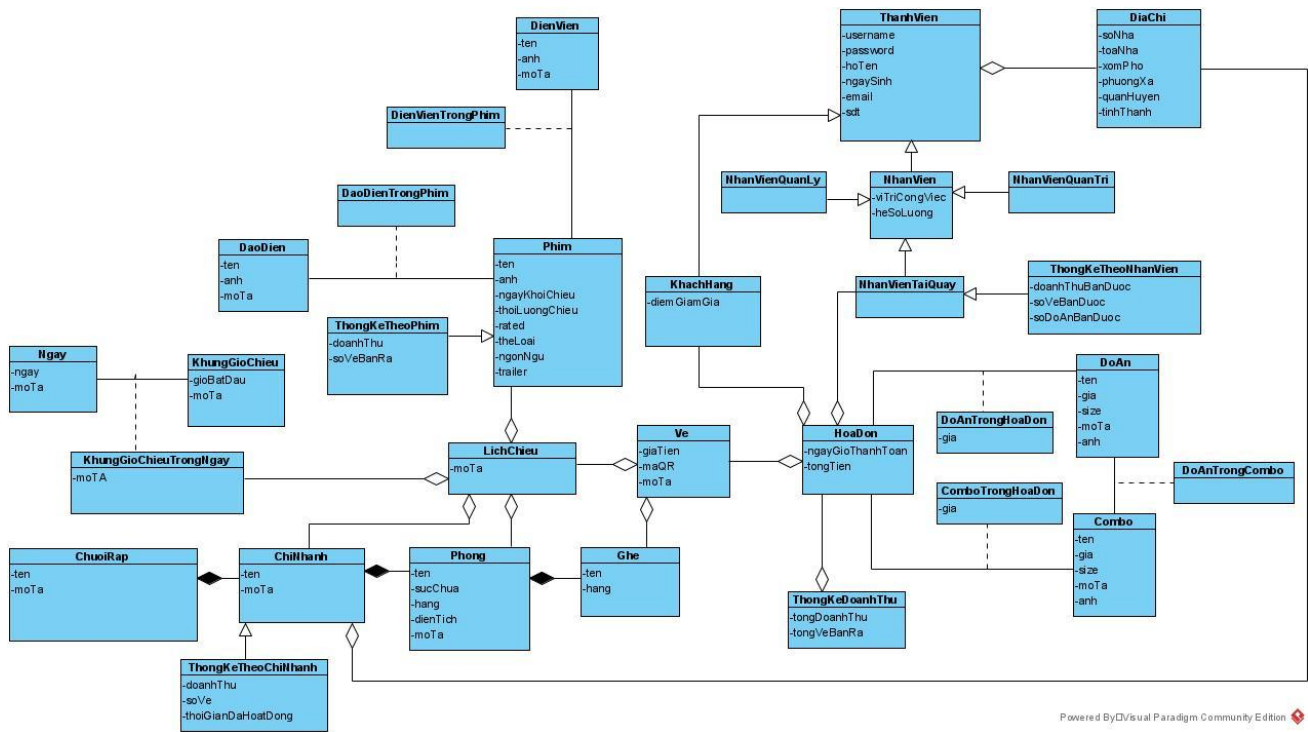 DienVien
-ten
-anh
-moTa
ThanhVien
-username
-password
-hoTen
-ngaySinh
-email
-sdt
DiaChi
-soNha
-toaNha
-xomPho
-phuongXa
-quanHuyen
-tinhThanh
DienVienTrongPhim
DaoDienTrongPhim
NhanVienQuanLy
NhanVien
-viTriCongViec
-heSoLuong
NhanVienQuanTri
DaoDien
-ten
-anh
-moTa
Phim
-ten
-anh
-ngayKhoiChieu
-thoiLuongChieu
-rated
-theLoai
-ngonNgu
-trailer
KhachHang
-diemGiamGia
NhanVienTaiQuay
ThongKeTheoNhanVien
-doanhThuBanDuoc
-soVeBanDuoc
-soDoAnBanDuoc
ThongKeTheoPhim
-doanhThu
-soVeBanRa
Ngay
-ngay
-moTa
KhungGioChieu
-gioBatDau
-moTa
DoAn
-ten
-gia
-size
-moTa
-anh
DoAnTrongHoaDon
-gia
KhungGioChieuTrongNgay
-moTA
LichChieu
-moTa
Ve
-giaTien
-maQR
-moTa
HoaDon
-ngayGioThanhToan
-tongTien
DoAnTrongCombo
ComboTrongHoaDon
-gia
Combo
-ten
-gia
-size
-moTa
-anh
ChuoiRap
-ten
-moTa
ChiNhanh
-ten
-moTa
Phong
-ten
-sucChua
-hang
-dienTich
-moTa
Ghe
-ten
-hang
ThongKeDoanhThu
-tongDoanhThu
-tongVeBanRa
ThongKeTheoChiNhanh
-doanhThu
-soVe
-thoiGianDaHoatDong
Powered By Visual Paradigm Community Edition